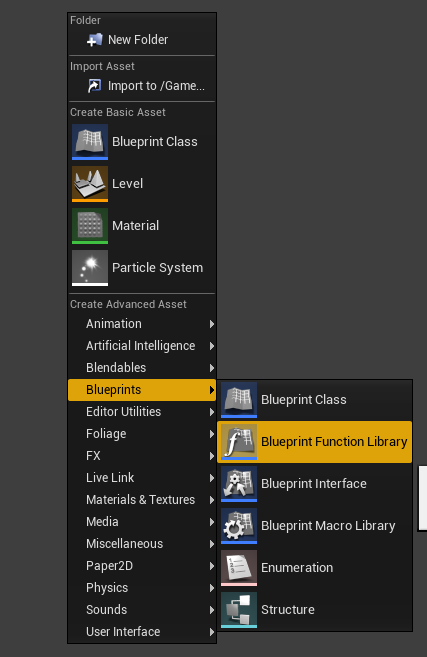 Folder
New Folder
Import Asset
Import to /Game...
Create Basic Asset
Blueprint Class
Level
Material
Particle System
Create Advanced Asset
Animation
Artificial Intelligence
Blendables
Blueprints
Editor Utilities
Foliage
FX
Live Link
Materials & Textures
Media
Miscellaneous
Paper2D
Physics
Sounds
User Interface
Blueprint Class
Blueprint Function Library
Blueprint Interface
Blueprint Macro Library
Enumeration
Structure